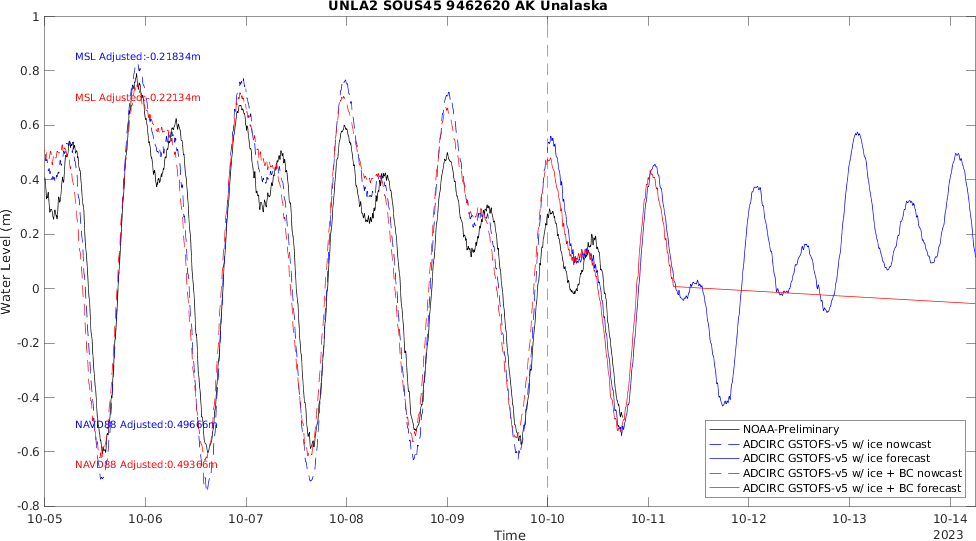 UNLA2 SOUS45 9462620 AK Unalaska
1
0.8
0.6
0.4
0.2
0
-0.2
-0.4
-0.6
-0.8
Water Level (m)
MSL Adjusted:-0.21834m
MSL Adjusted:-0.22134m
NAVD88 Adjusted:0.49666m
NAVD88 Adjusted:0.49366m
NOAA-Preliminary
ADCIRC GSTOFS-v5 w/ ice nowcast
ADCIRC GSTOFS-v5 w/ ice forecast
ADCIRC GSTOFS-v5 w/ ice + BC nowcast
ADCIRC GSTOFS-v5 w/ ice + BC forecast
10-05 10-06 10-07 10-08 10-09 10-10 10-11 10-12 10-13 10-14
Time
2023